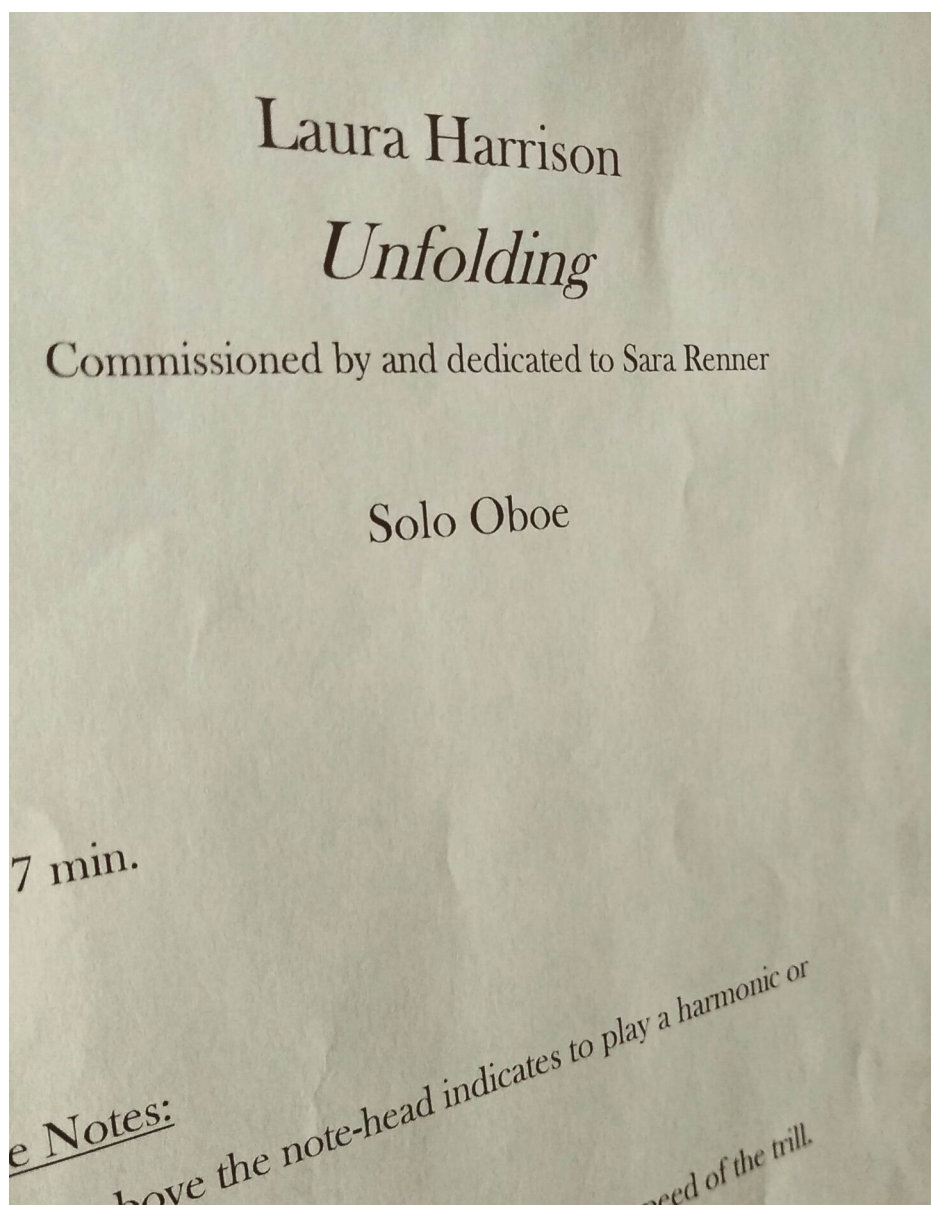 Laura Harrison
Unfolding
Commissioned by and dedicated to Sara Renner
Solo Oboe
7 min.
e Notes:
bove the note-head indicates to play a harmonic or
peed of the trill.